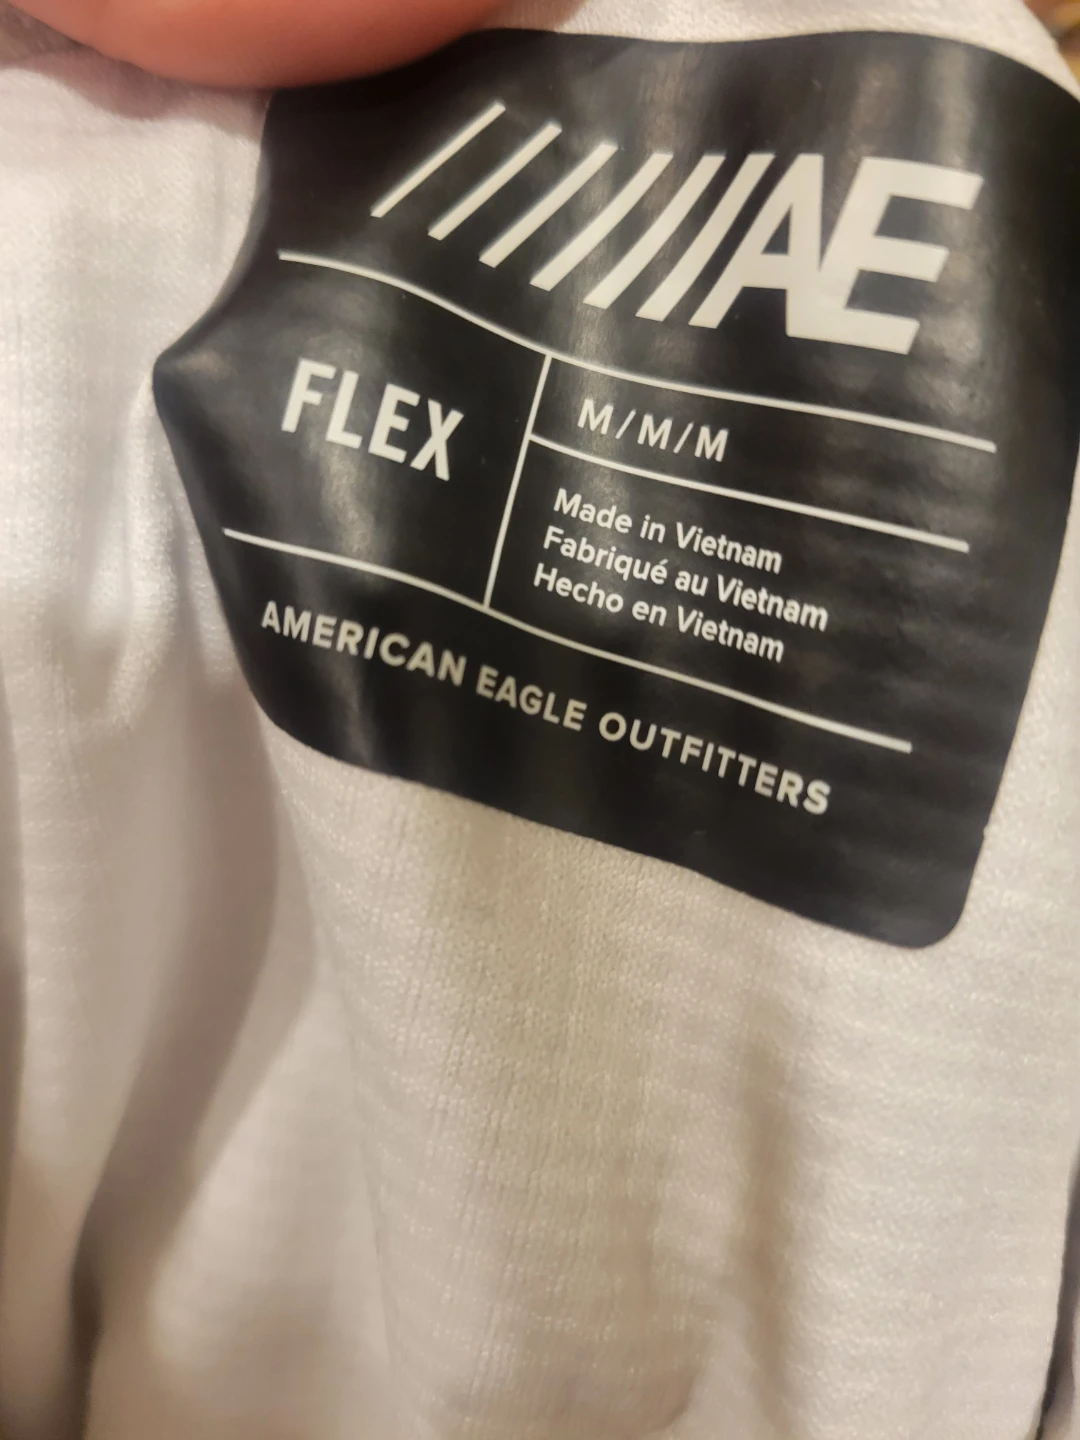 AE
FLEX
M/M/M
Made in Vietnam
Fabriqué au Vietnam
Hecho en Vietnam
AMERICAN EAGLE OUTFITTERS